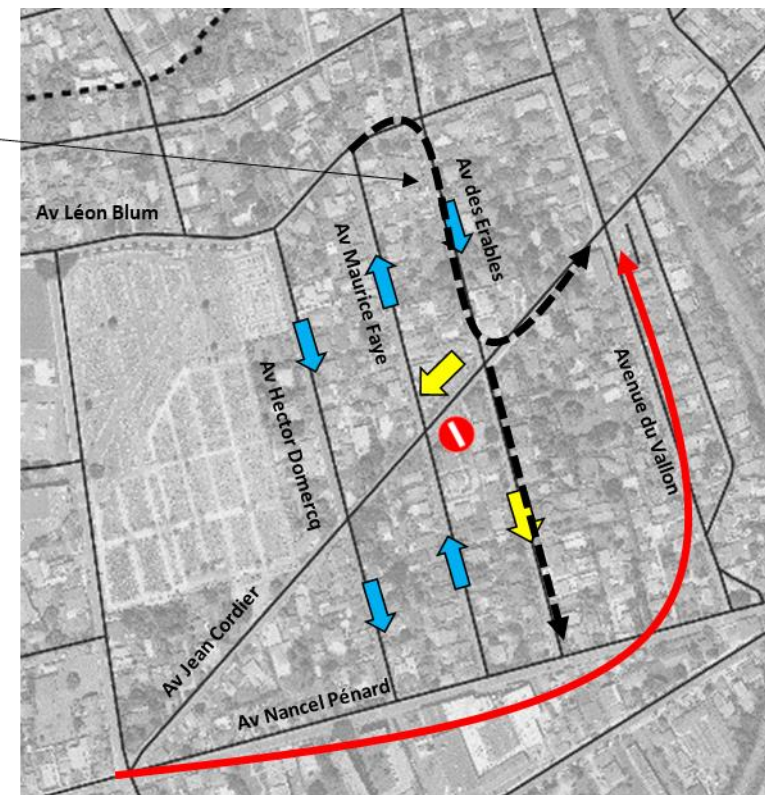 Av Léon Blum
Av des Erables
Av Maurice Faye
Av Hector Domercq
Avenue du Vallon
Av Jean Cordier
Av Nancel Pénard